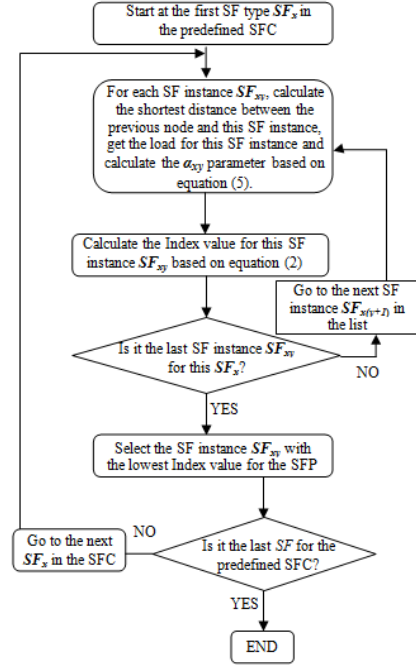 Start at the first SF type SFx in
the predefined SFC
For each SF instance SFxy, calculate
the shortest distance between the
previous node and this SF instance,
get the load for this SF instance and
calculate the αxy parameter based on
equation (5).
Calculate the Index value for this SF
instance SFxy based on equation (2)
Go to the next SF
instance SFx(y+1) in
the list
Is it the last SF instance SFxy
for this SFx?
NO
YES
Select the SF instance SFxy with
the lowest Index value for the SFP
Go to the next
SFx in the SFC
NO
Is it the last SF for the
predefined SFC?
YES
END